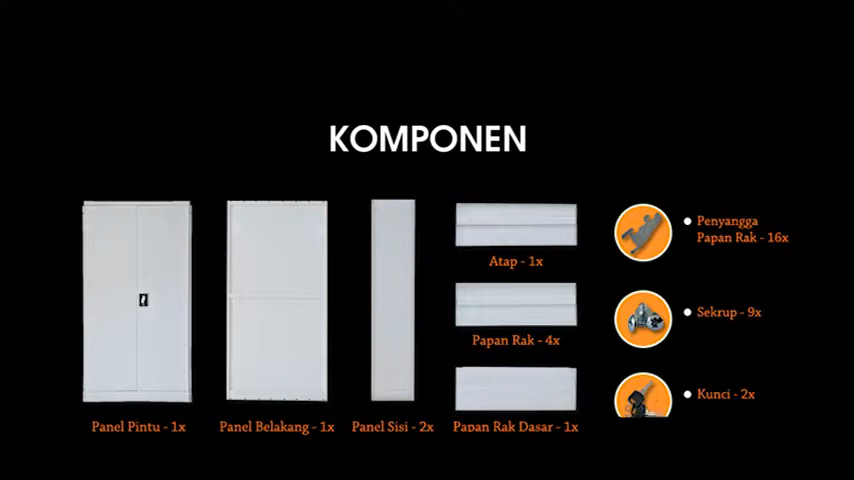 KOMPONEN
Panel Pintu - 1x
Panel Belakang - 1x
Panel Sisi - 2x
Atap - 1x
Papan Rak - 4x
Papan Rak Dasar - 1x
Penyangga
Papan Rak - 16x
Sekrup - 9x
Kunci - 2x